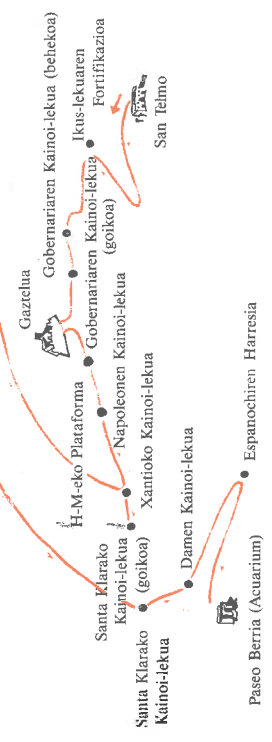 Gobernariaren Kainoi-lekua (behekoa)
Ikus-lekuaren
Fortifikazioa
San Telmo
Gaztelua
Gobernariaren Kainoi-lekua
(goikoa)
H-M-eko Plataforma
Napoleonen Kainoi-lekua
Xantioko Kainoi-lekua
Santa Klarako
Kainoi-lekua
(goikoa)
Damen Kainoi-lekua
Santa Klarako
Kainoi-lekua
Espanochiren Harresia
Paseo Berria (Acuarium)